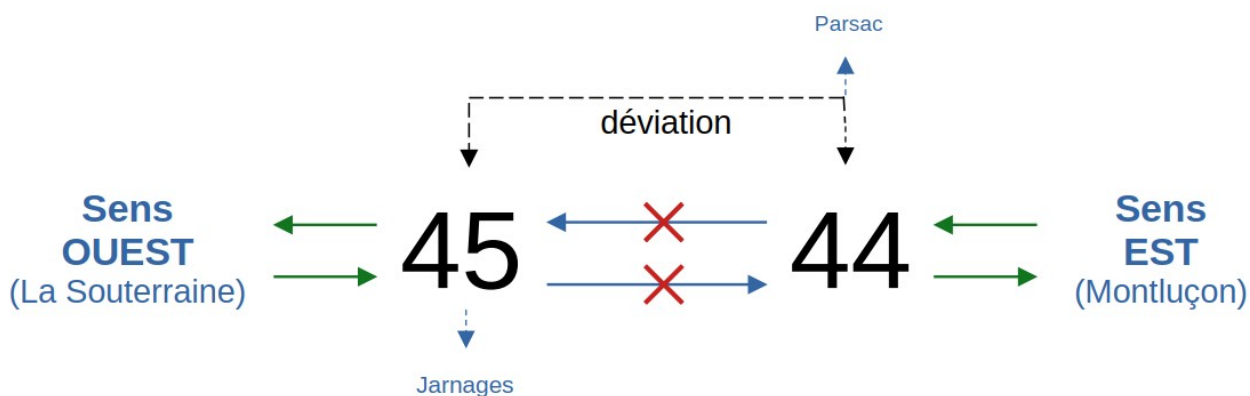 Parsac
déviation
Sens
OUEST
(La Souterraine)
45
44
Sens
EST
(Montluçon)
Jarnages